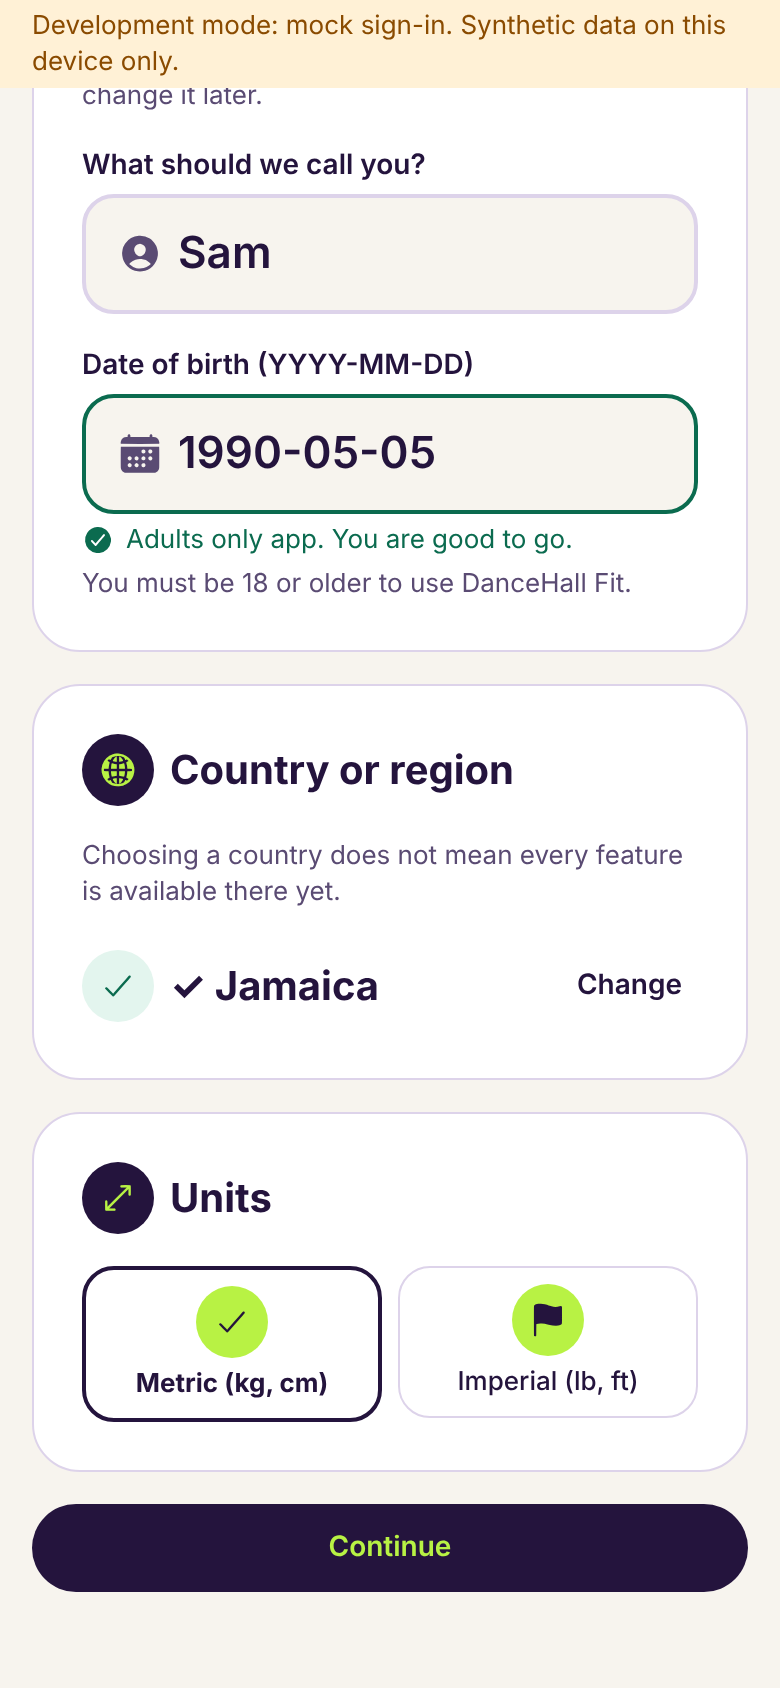 Development mode: mock sign-in. Synthetic data on this
device only.
change it later.
What should we call you?
Sam
Date of birth (YYYY-MM-DD)
1990-05-05
Adults only app. You are good to go.
You must be 18 or older to use DanceHall Fit.
Country or region
Choosing a country does not mean every feature
is available there yet.
✓ Jamaica
Change
Units
Metric (kg, cm)
Imperial (lb, ft)
Continue